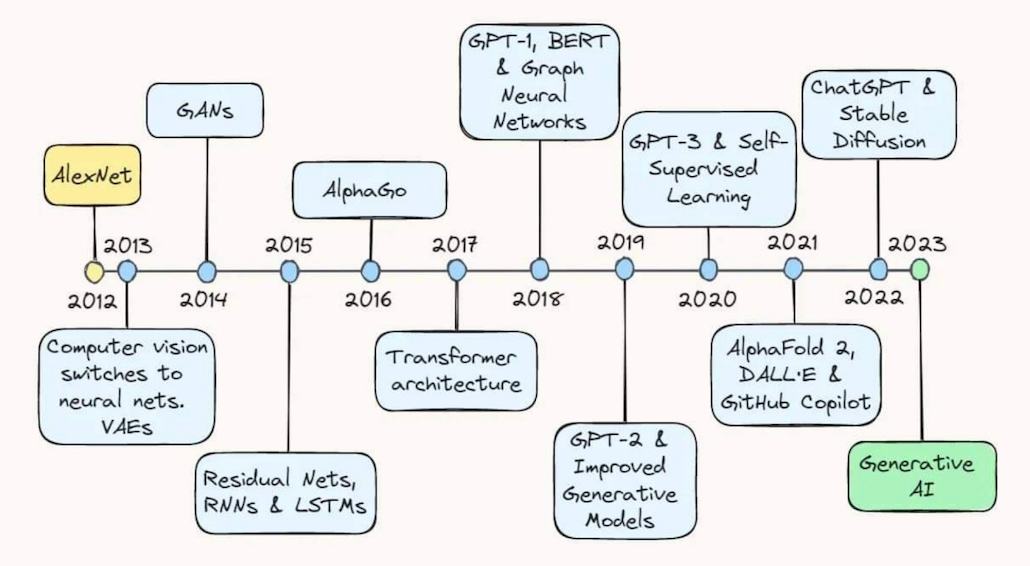 AlexNet
2012
2013
Computer vision
switches to
neural nets.
VAEs
GANs
2014
2015
Residual Nets,
RNNs & LSTMs
AlphaGo
2016
2017
Transformer
architecture
GPT-1, BERT
& Graph
Neural
Networks
2018
2019
GPT-2 &
Improved
Generative
Models
GPT-3 & Self-
Supervised
Learning
2020
2021
AlphaFold 2,
DALL·E &
GitHub Copilot
ChatGPT &
Stable
Diffusion
2022
2023
Generative
AI